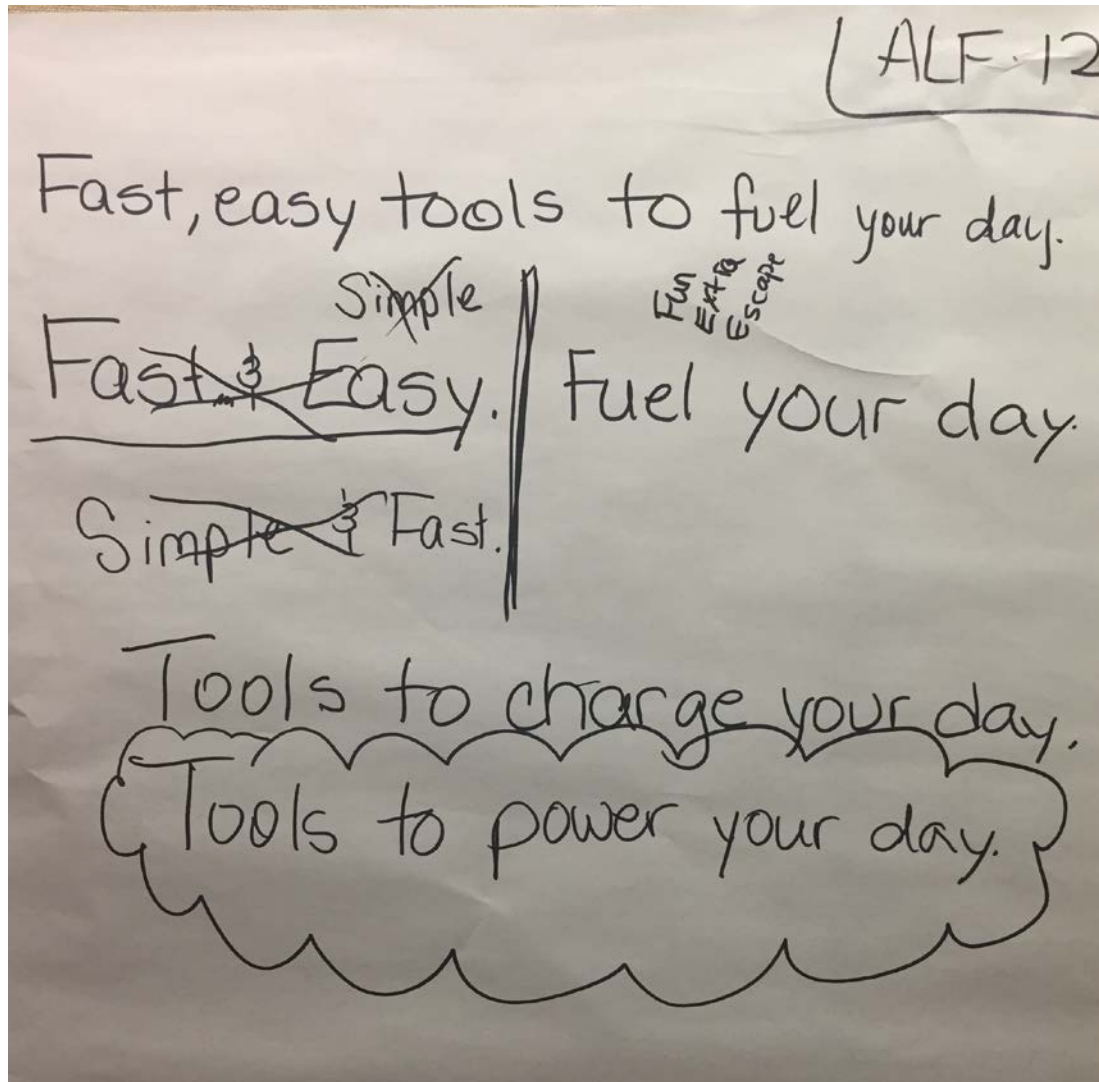 ALF-12
Fast, easy tools to fuel your day.
Fun
Extra
Escape
Simple
Fast & Easy.
Fuel your day.
Simple & Fast.
Tools to charge your day.
Tools to power your day.